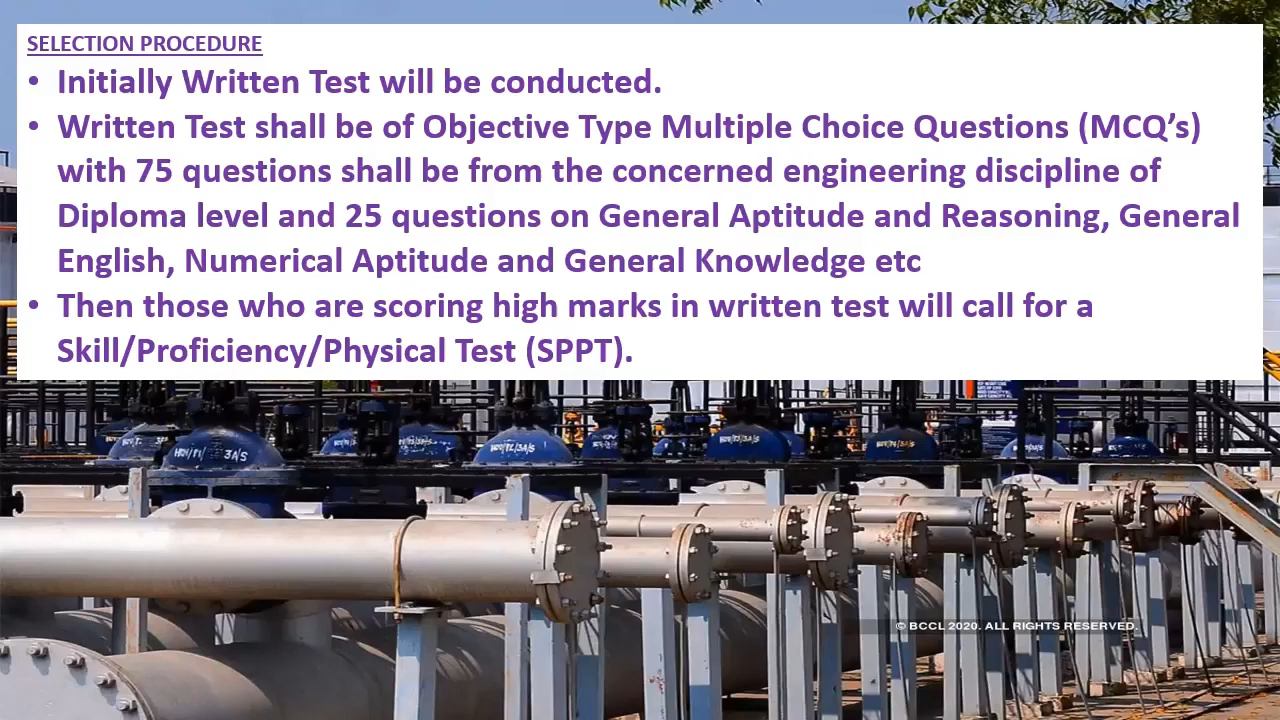 SELECTION PROCEDURE
• Initially Written Test will be conducted.
• Written Test shall be of Objective Type Multiple Choice Questions (MCQ’s)
with 75 questions shall be from the concerned engineering discipline of
Diploma level and 25 questions on General Aptitude and Reasoning, General
English, Numerical Aptitude and General Knowledge etc
• Then those who are scoring high marks in written test will call for a
Skill/Proficiency/Physical Test (SPPT).
3A/S
© BCCL 2020. ALL RIGHTS RESERVED.